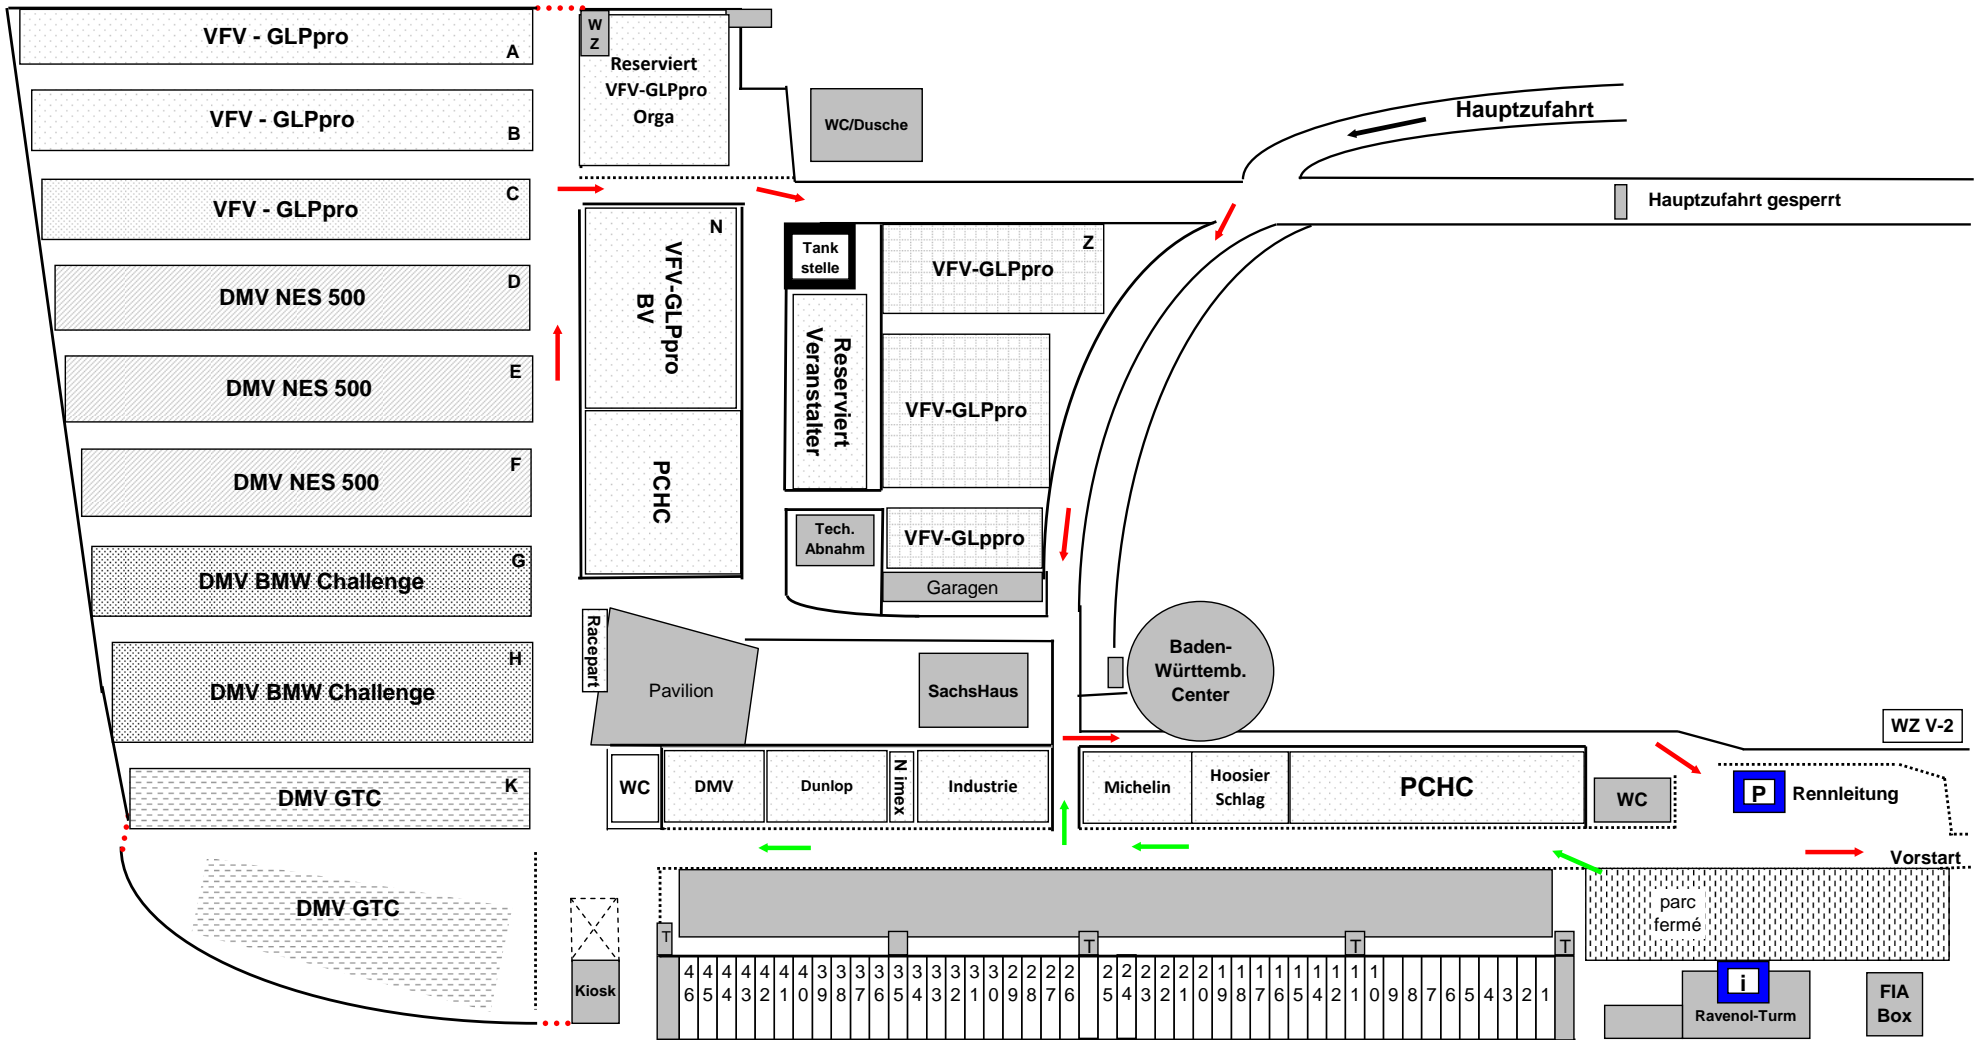 VFV - GLPpro
A
W
Z
Reserviert
VFV-GLPpro
Orga
VFV - GLPpro
B
WC/Dusche
Hauptzufahrt
VFV - GLPpro
C
Hauptzufahrt gesperrt
N
VFV-GLPpro
BV
Tank
stelle
Z
VFV-GLPpro
DMV NES 500
D
Reserviert
Veranstalter
DMV NES 500
E
VFV-GLPpro
DMV NES 500
F
PCHC
Tech.
Abnahm
VFV-GLppro
Garagen
DMV BMW Challenge
G
Racepart
Pavilion
SachsHaus
Baden-
Württemb.
Center
DMV BMW Challenge
H
WZ V-2
DMV GTC
K
WC
DMV
Dunlop
N imex
Industrie
Michelin
Hoosier
Schlag
PCHC
WC
P
Rennleitung
Vorstart
DMV GTC
parc
fermé
Kiosk
T
T
T
T
46
45
44
43
42
41
40
39
38
37
36
35
34
33
32
31
30
29
28
27
26
25
24
23
22
21
20
19
18
17
16
15
14
12
11
10
9
8
7
6
5
4
3
2
1
i
Ravenol-Turm
FIA
Box